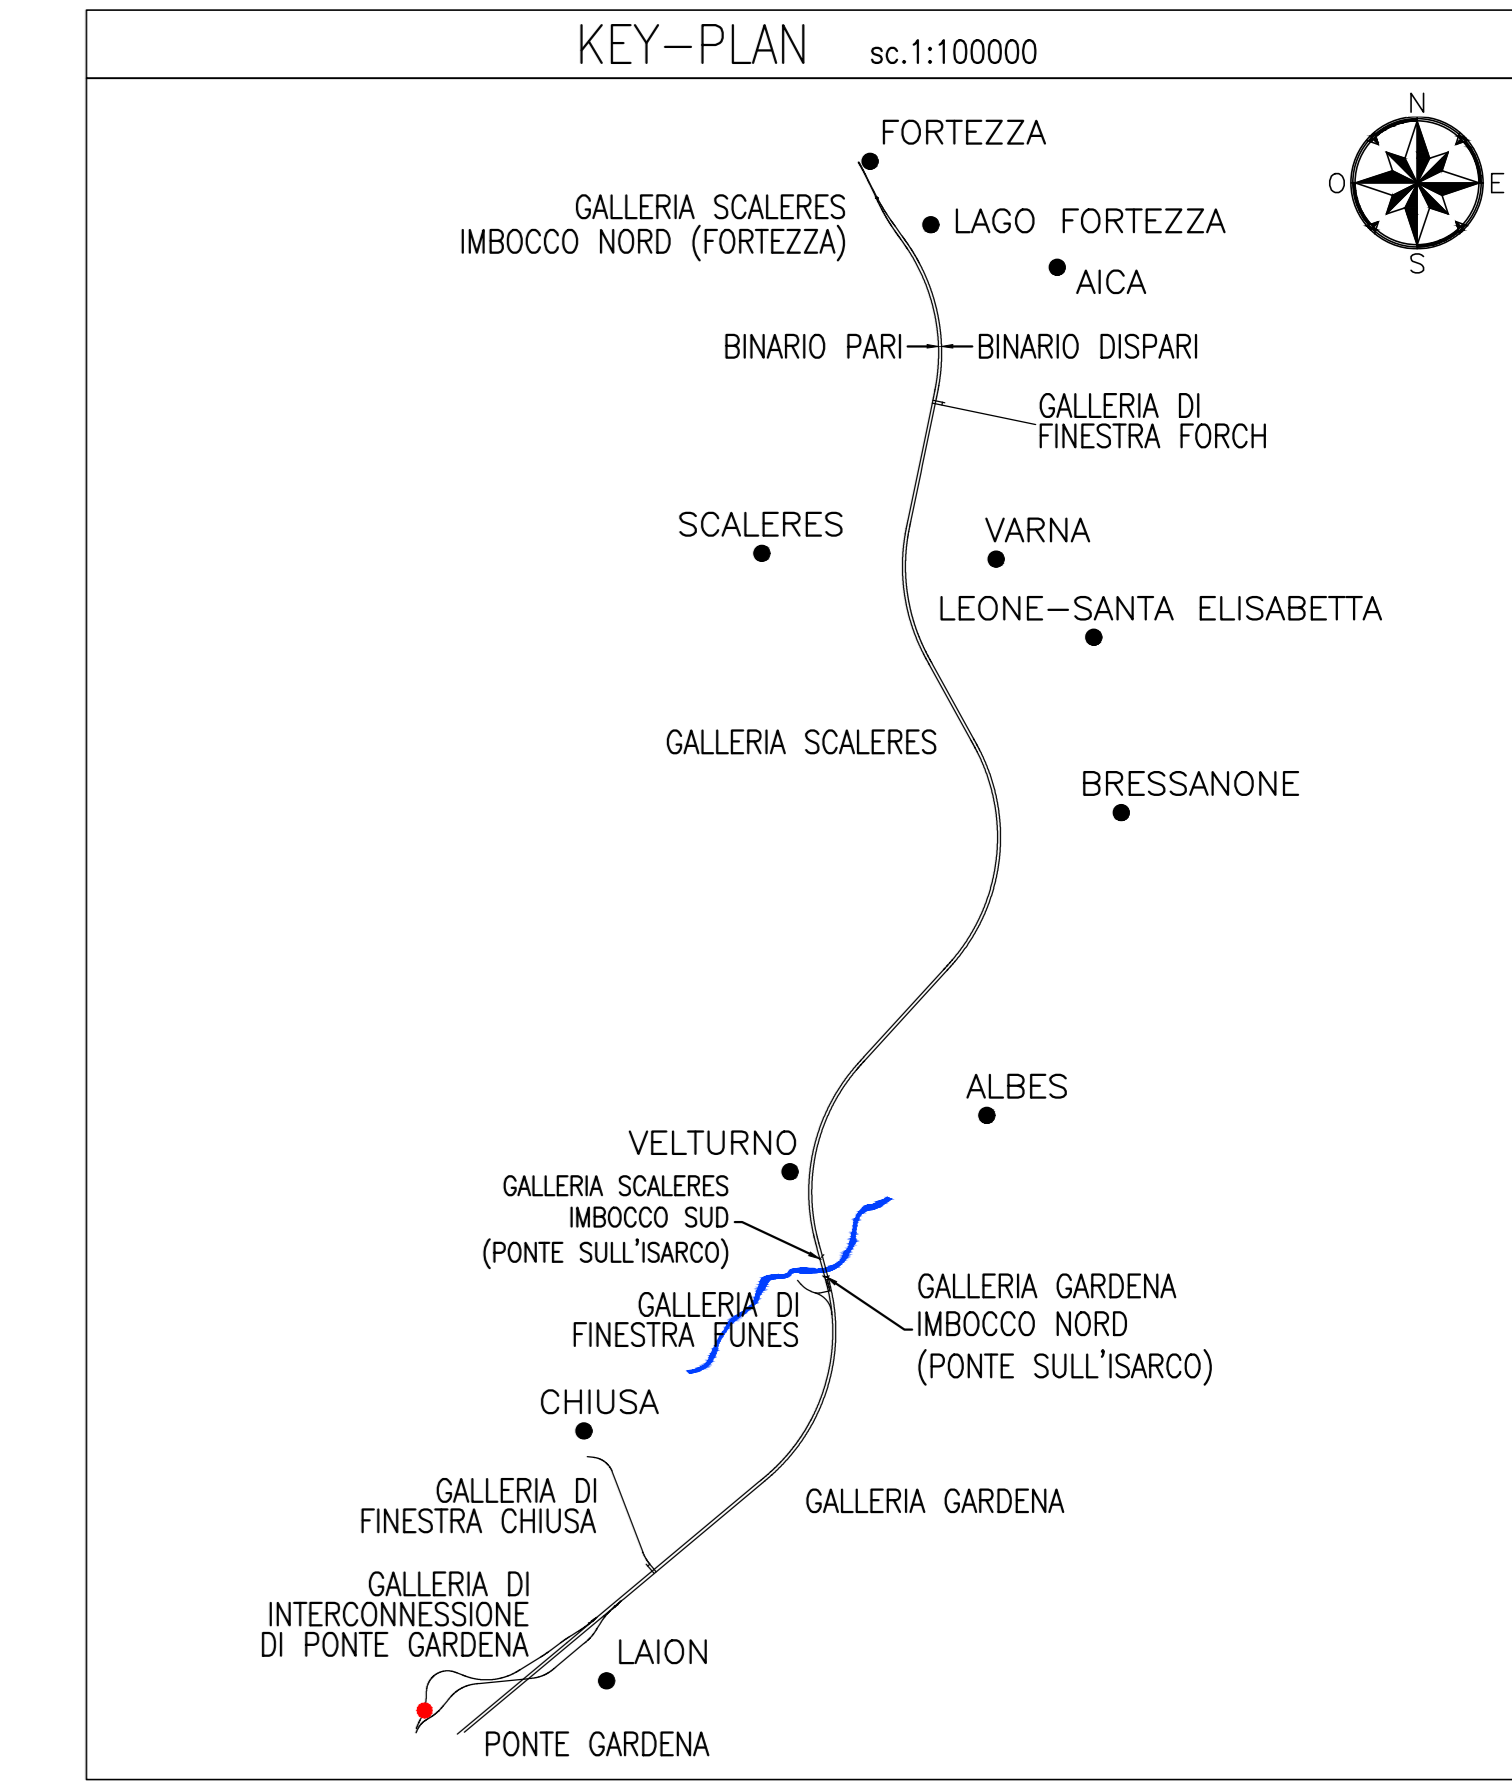 KEY-PLAN sc.1:100000
N
O
E
S
FORTEZZA
GALLERIA SCALERES
IMBOCCO NORD (FORTEZZA)
LAGO FORTEZZA
AICA
BINARIO PARI
BINARIO DISPARI
GALLERIA DI
FINESTRA FORCH
SCALERES
VARNA
LEONE-SANTA ELISABETTA
GALLERIA SCALERES
BRESSANONE
ALBES
VELTURNO
GALLERIA SCALERES
IMBOCCO SUD
(PONTE SULL'ISARCO)
GALLERIA DI
FINESTRA FUNES
GALLERIA GARDENA
IMBOCCO NORD
(PONTE SULL'ISARCO)
CHIUSA
GALLERIA DI
FINESTRA CHIUSA
GALLERIA GARDENA
GALLERIA DI
INTERCONNESSIONE
DI PONTE GARDENA
LAION
PONTE GARDENA